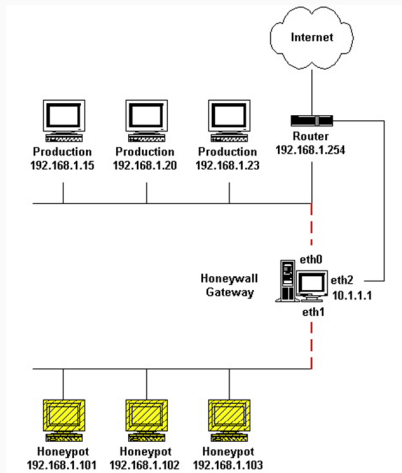 Internet
Router
192.168.1.254
Production
192.168.1.15
Production
192.168.1.20
Production
192.168.1.23
eth0
Honeywall
Gateway
eth2
10.1.1.1
eth1
Honeypot
192.168.1.101
Honeypot
192.168.1.102
Honeypot
192.168.1.103